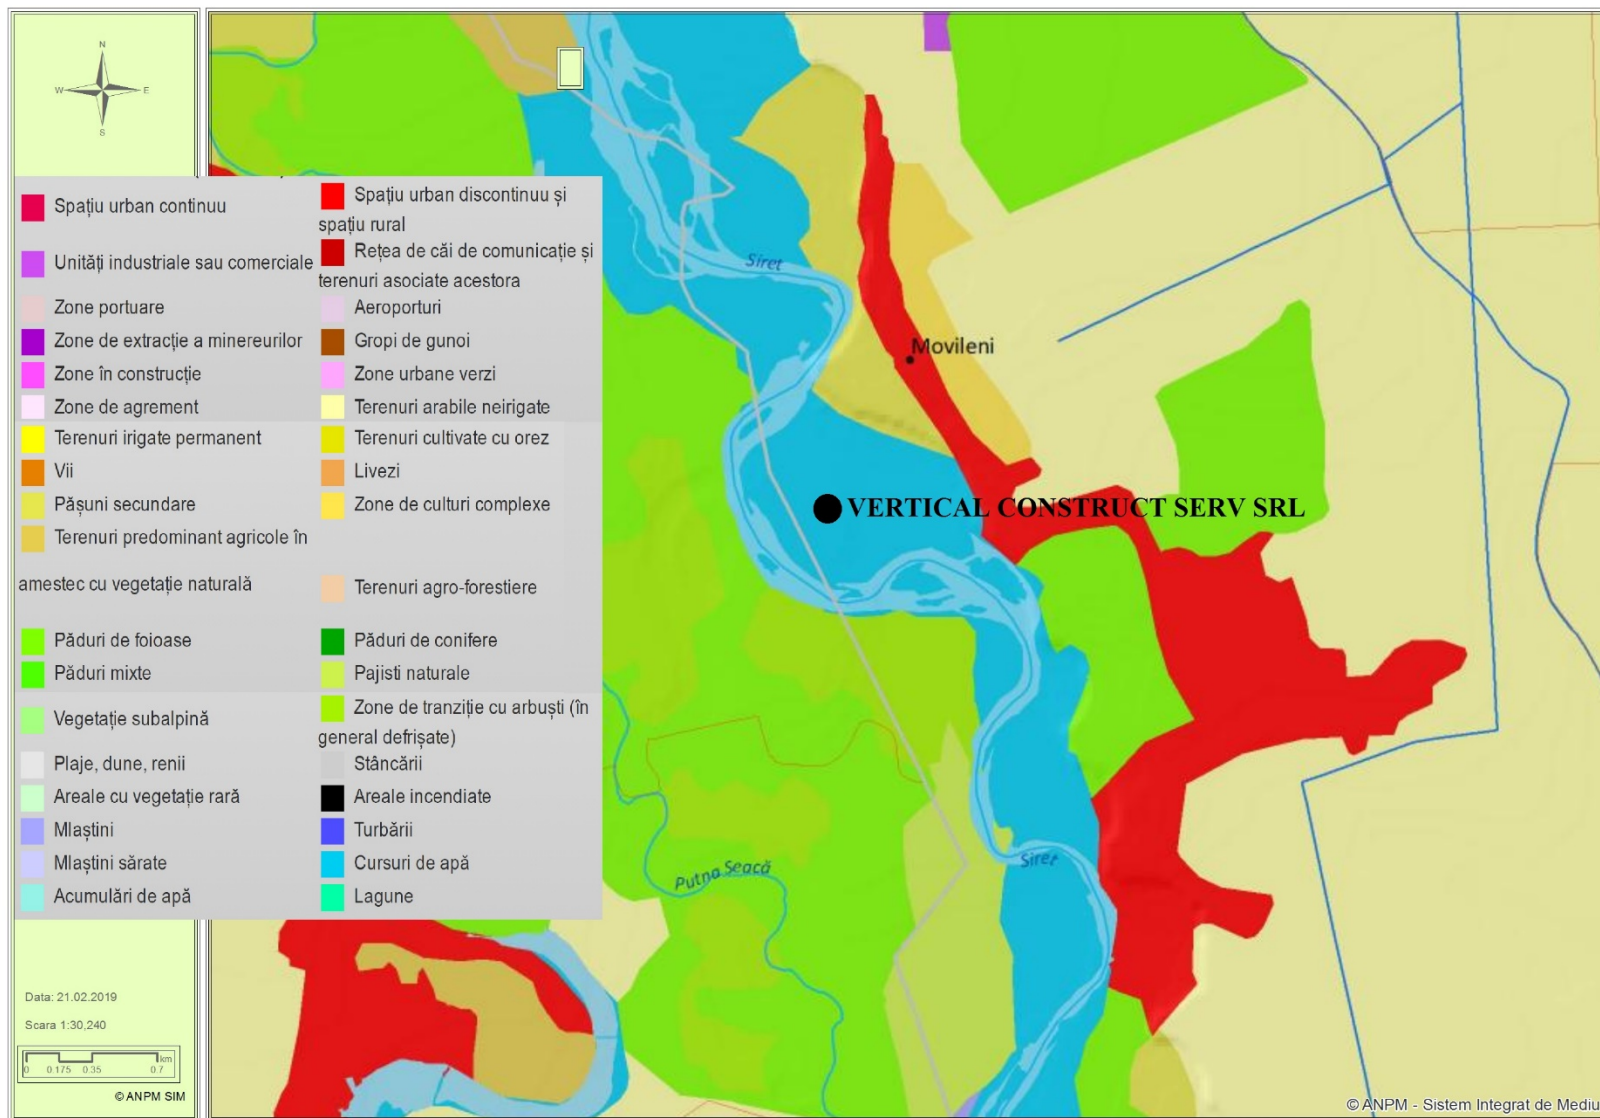 N
W E
S
Spațiu urban continuu
Spațiu urban discontinuu și
spațiu rural
Unități industriale sau comerciale
Rețea de căi de comunicație și
terenuri asociate acestora
Zone portuare
Aeroporturi
Zone de extracție a minereurilor
Gropi de gunoi
Zone în construcție
Zone urbane verzi
Zone de agrement
Terenuri arabile neirigate
Terenuri irigate permanent
Terenuri cultivate cu orez
Vii
Livezi
Pășuni secundare
Zone de culturi complexe
Terenuri predominant agricole în
amestec cu vegetație naturală
Terenuri agro-forestiere
Păduri de foioase
Păduri de conifere
Păduri mixte
Pajisti naturale
Vegetație subalpină
Zone de tranziție cu arbuști (în
general defrișate)
Plaje, dune, renii
Stâncării
Areale cu vegetație rară
Areale incendiate
Mlaștini
Turbării
Mlaștini sărate
Cursuri de apă
Acumulări de apă
Lagune
Siret
Movileni
VERTICAL CONSTRUCT SERV SRL
Siret
Putna Seacă
Data: 21.02.2019
Scara 1:30,240
km
0 0.175 0.35 0.7
© ANPM SIM
© ANPM - Sistem Integrat de Mediu